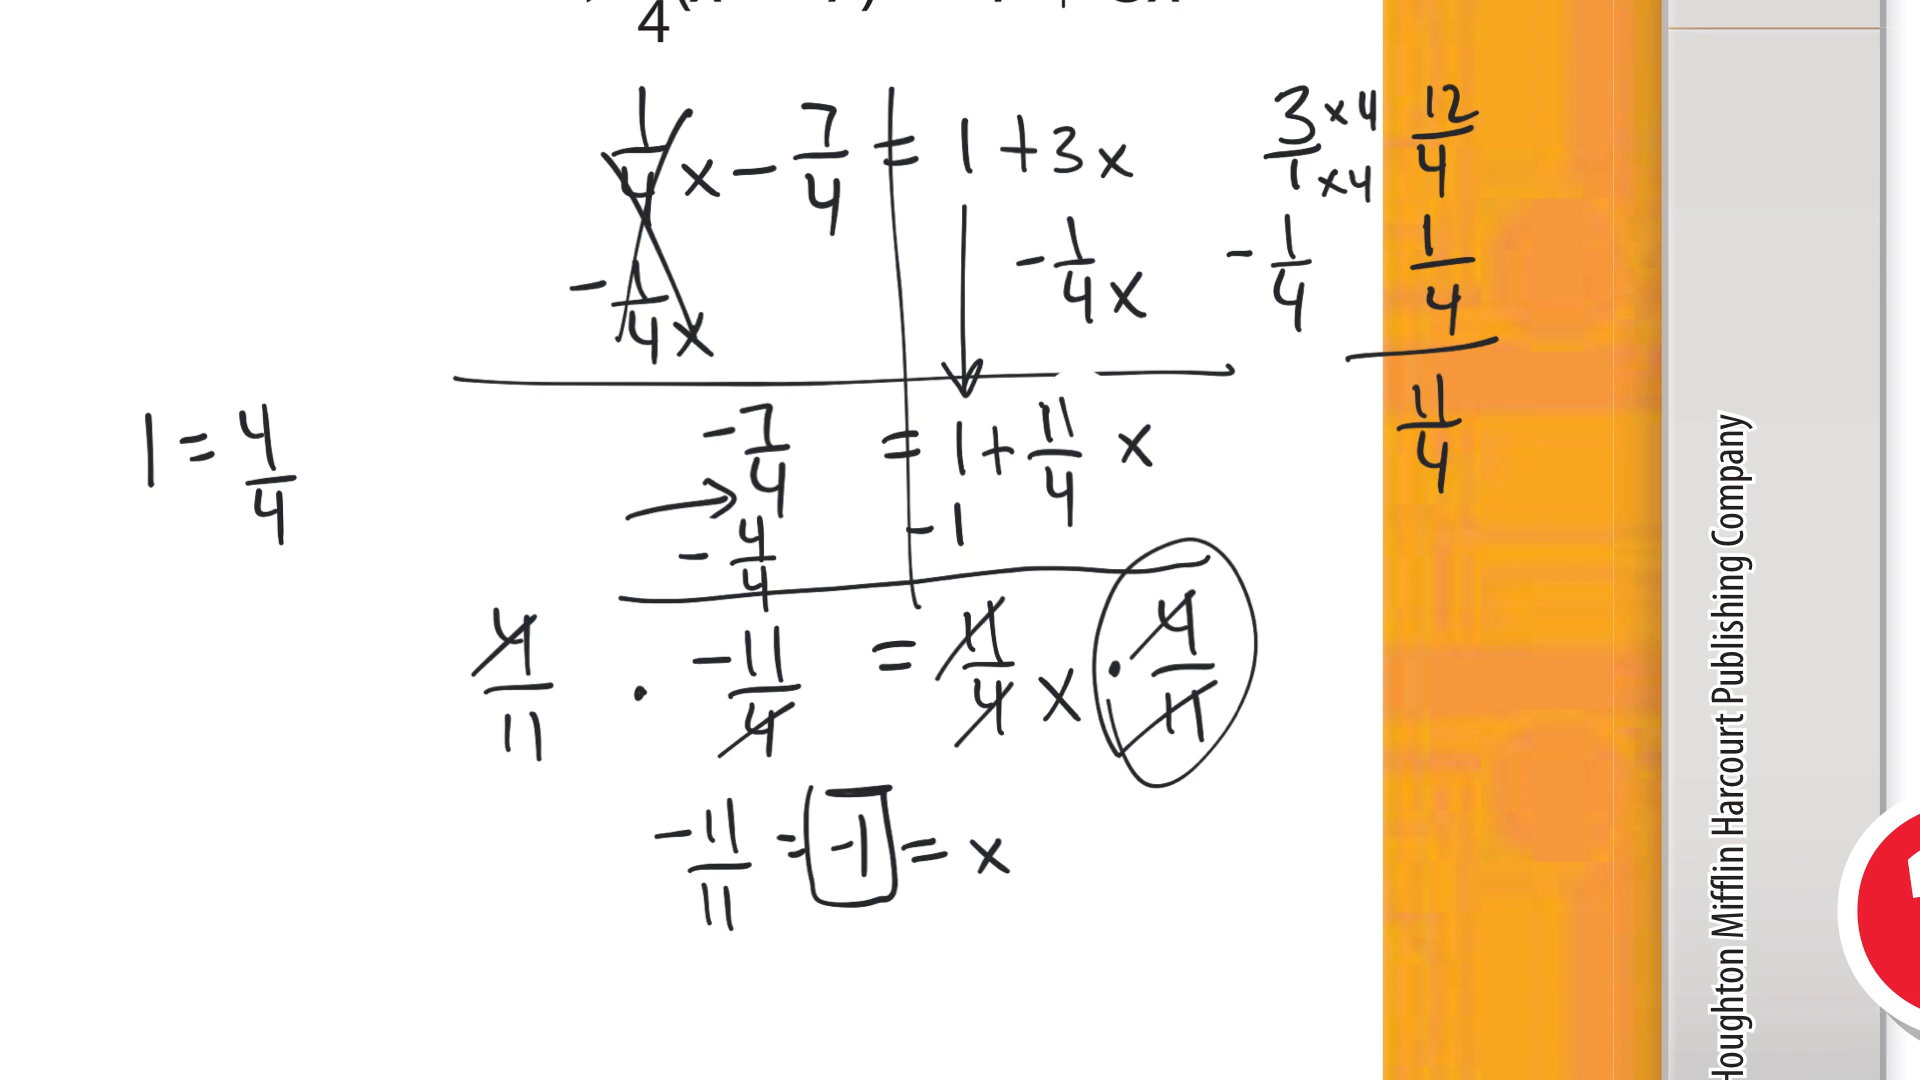 4
1/4 x - 7/4 = 1 + 3x
3/1 x4 x4 12/4
- 1/4 x - 1/4 x - 1/4 1/4
1 = 4/4
- 7/4 = 1 + 11/4 x 11/4
- 4/4 - 1
4/11 · -11/4 = 11/4 x · 4/11
-11/11 = -1 = x
Houghton Mifflin Harcourt Publishing Company